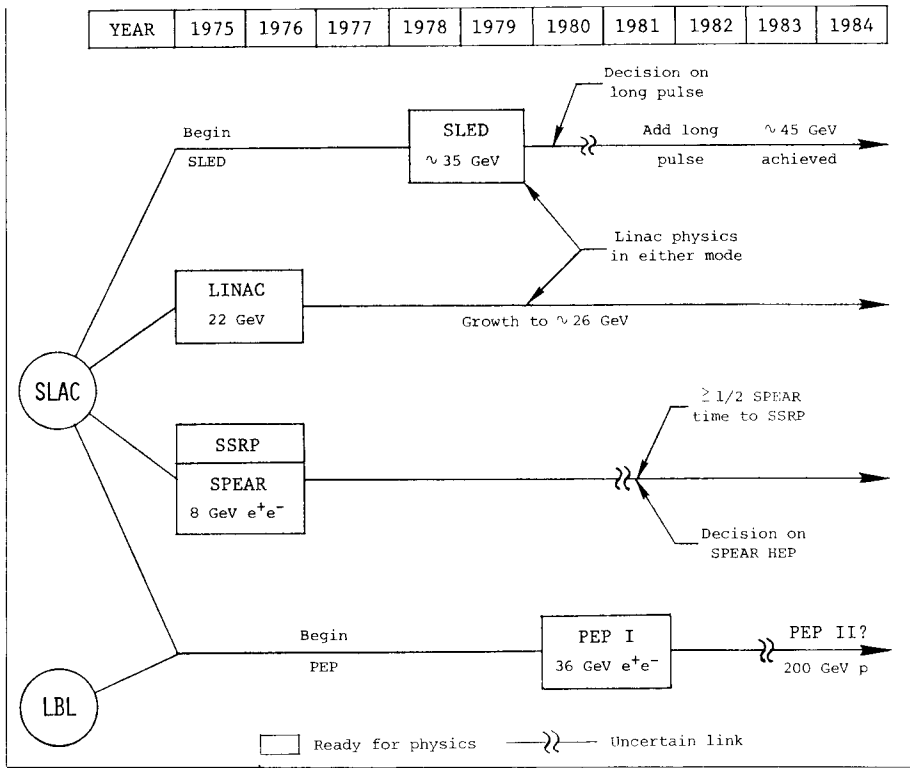 YEAR 1975 1976 1977 1978 1979 1980 1981 1982 1983 1984
Decision on
long pulse
Begin
SLED
SLED
~ 35 GeV
Add long
pulse
~ 45 GeV
achieved
Linac physics
in either mode
LINAC
22 GeV
Growth to ~ 26 GeV
SLAC
≥ 1/2 SPEAR
time to SSRP
SSRP
SPEAR
8 GeV e⁺e⁻
Decision on
SPEAR HEP
Begin
PEP
PEP I
36 GeV e⁺e⁻
PEP II?
200 GeV p
LBL
Ready for physics
Uncertain link